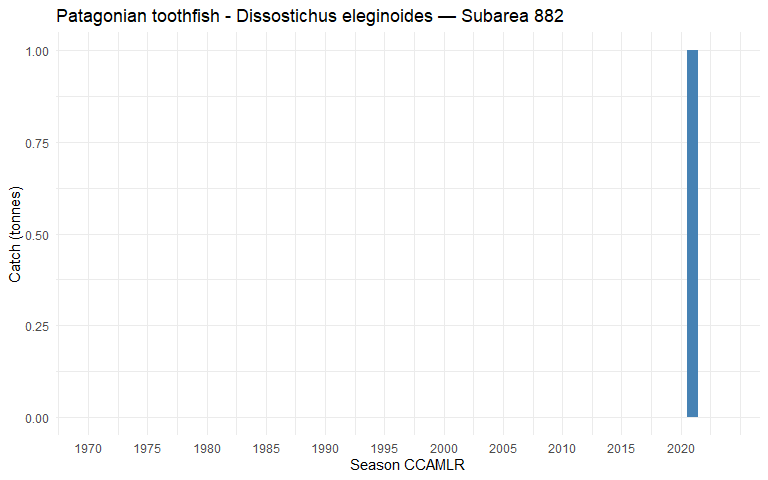 Patagonian toothfish - Dissostichus eleginoides — Subarea 882
Catch (tonnes)
1.00
0.75
0.50
0.25
0.00
1970 1975 1980 1985 1990 1995 2000 2005 2010 2015 2020
Season CCAMLR